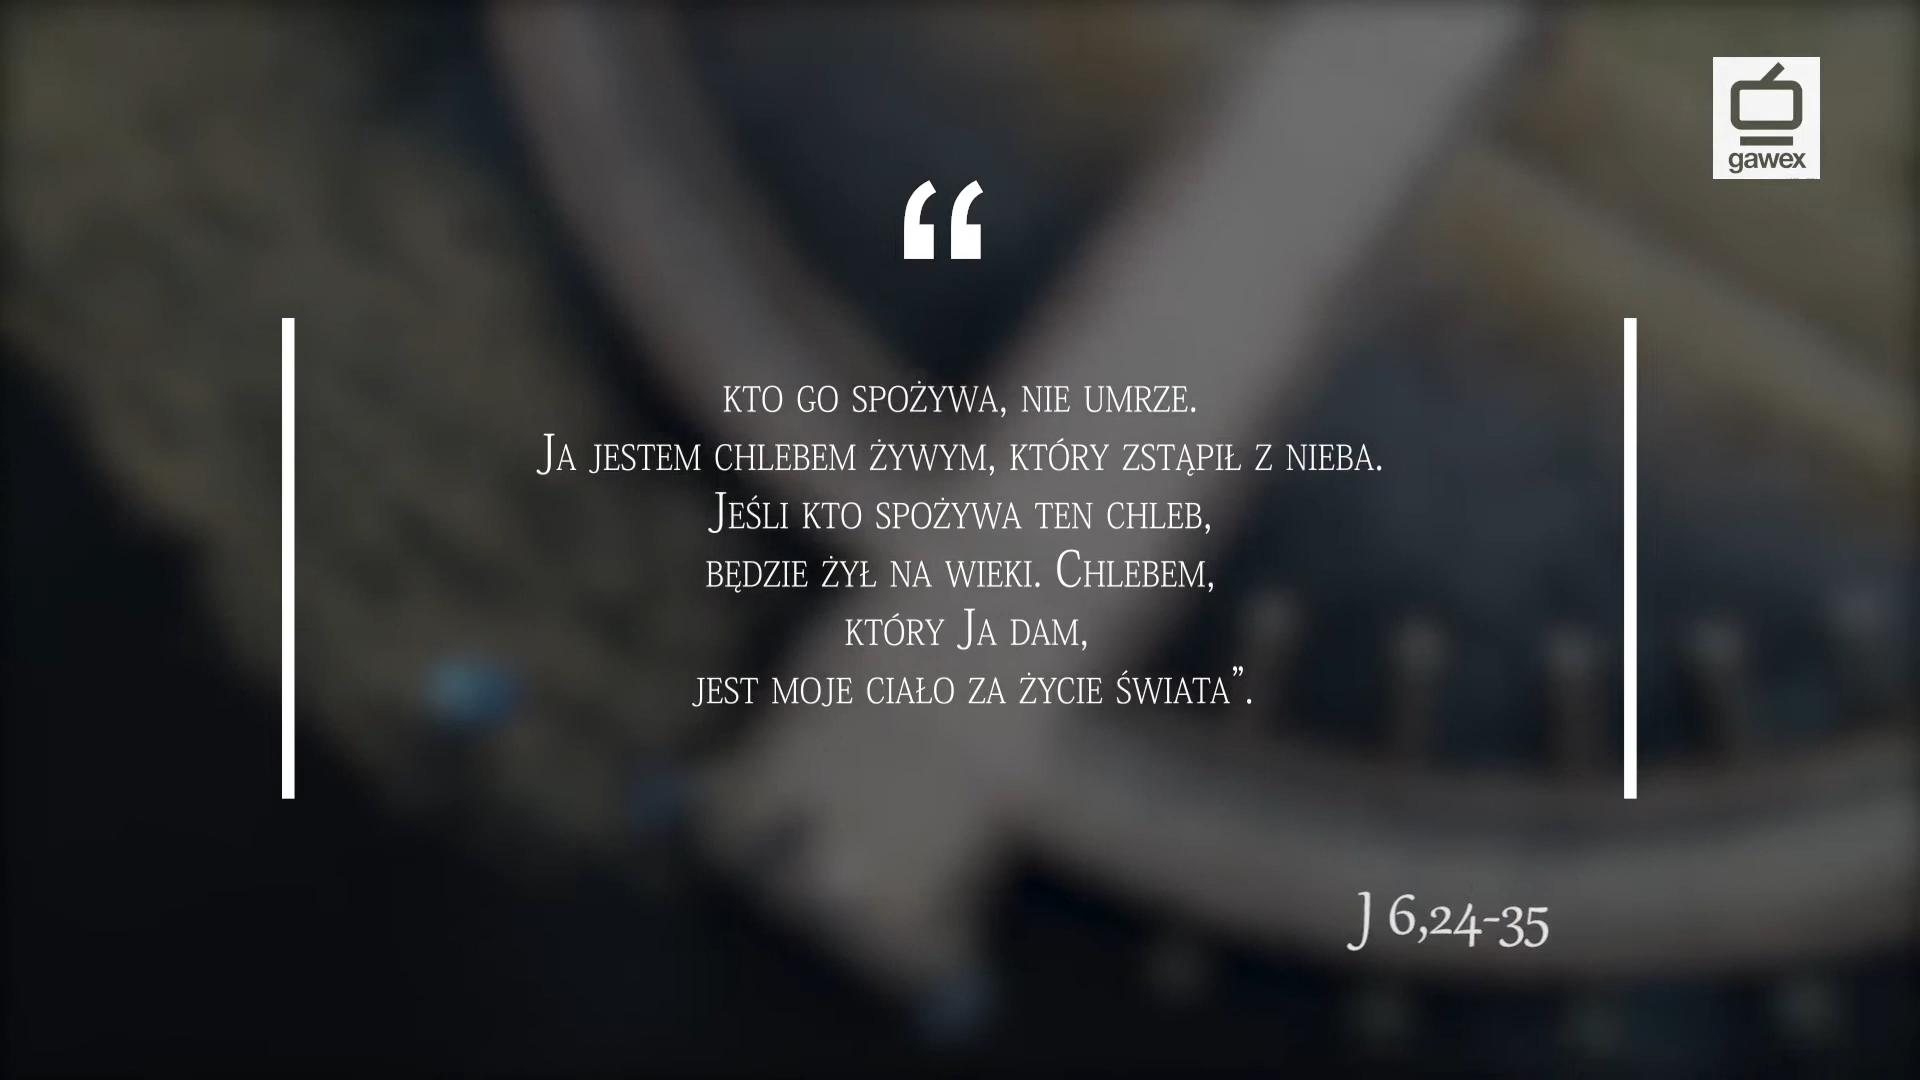 gawex
“
kto go spożywa, nie umrze.
Ja jestem chlebem żywym, który zstąpił z nieba.
Jeśli kto spożywa ten chleb,
będzie żył na wieki. Chlebem,
który Ja dam,
jest moje ciało za życie świata”.
J 6,24-35